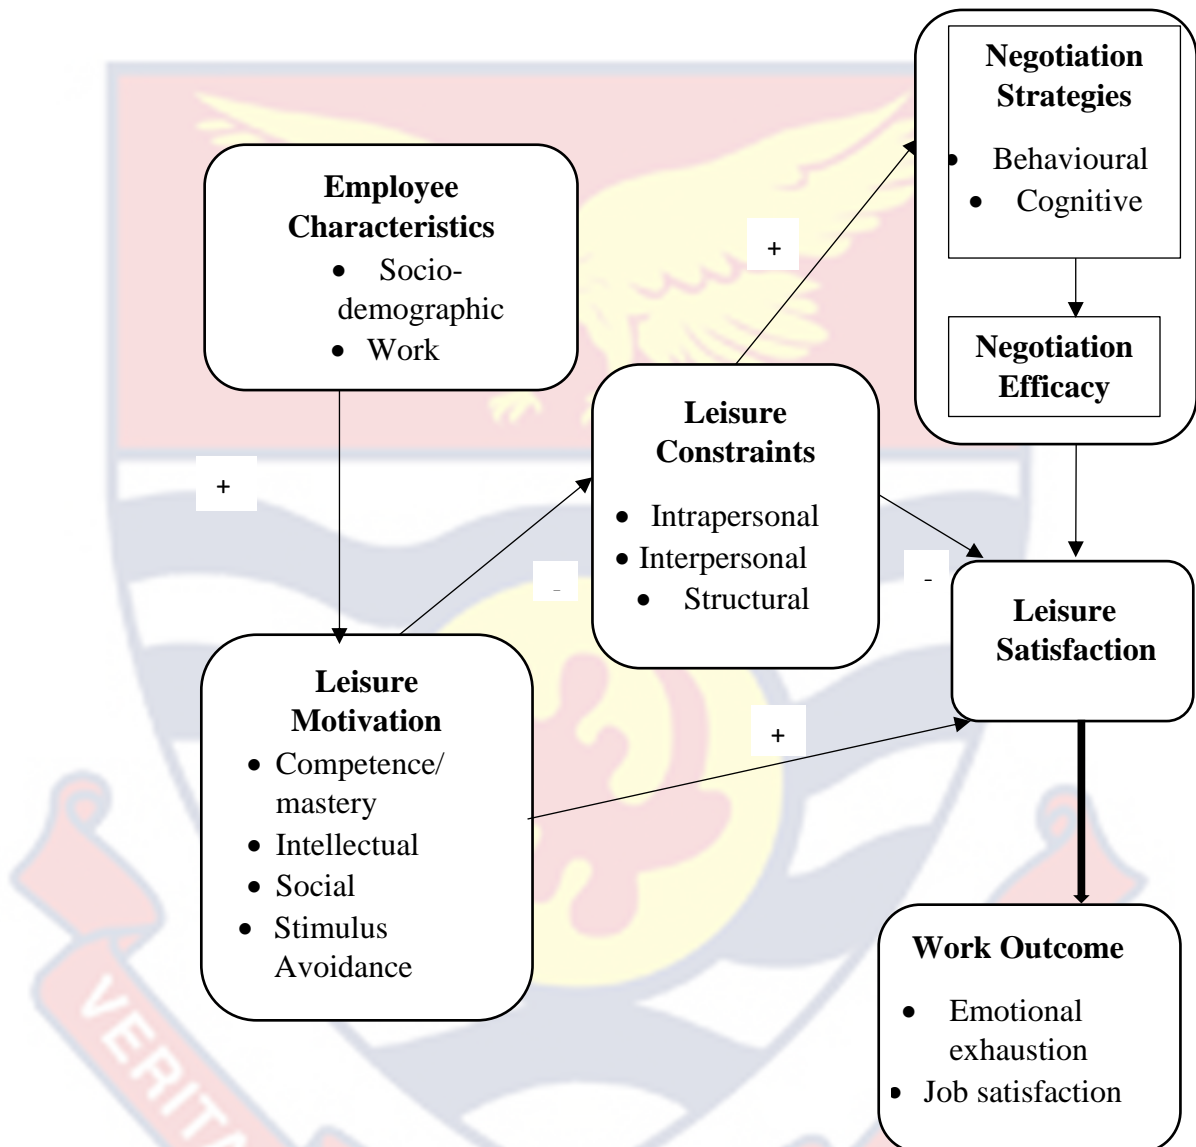 Negotiation
Strategies
• Behavioural
• Cognitive
Negotiation
Efficacy
Employee
Characteristics
• Socio-
demographic
• Work
+
+
Leisure
Constraints
• Intrapersonal
• Interpersonal
• Structural
-
-
Leisure
Satisfaction
Leisure
Motivation
• Competence/
mastery
• Intellectual
• Social
• Stimulus
Avoidance
+
Work Outcome
• Emotional
exhaustion
• Job satisfaction
VERITA